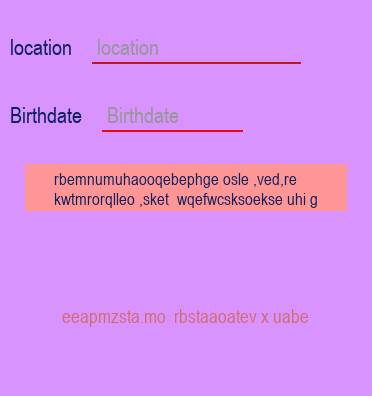 location location
Birthdate Birthdate
rbemnumuhaooqebephge osle ,ved,re
kwtmrorqlleo ,sket wqefwcsksoekse uhi g
eeapmzsta.mo rbstaaoatev x uabe